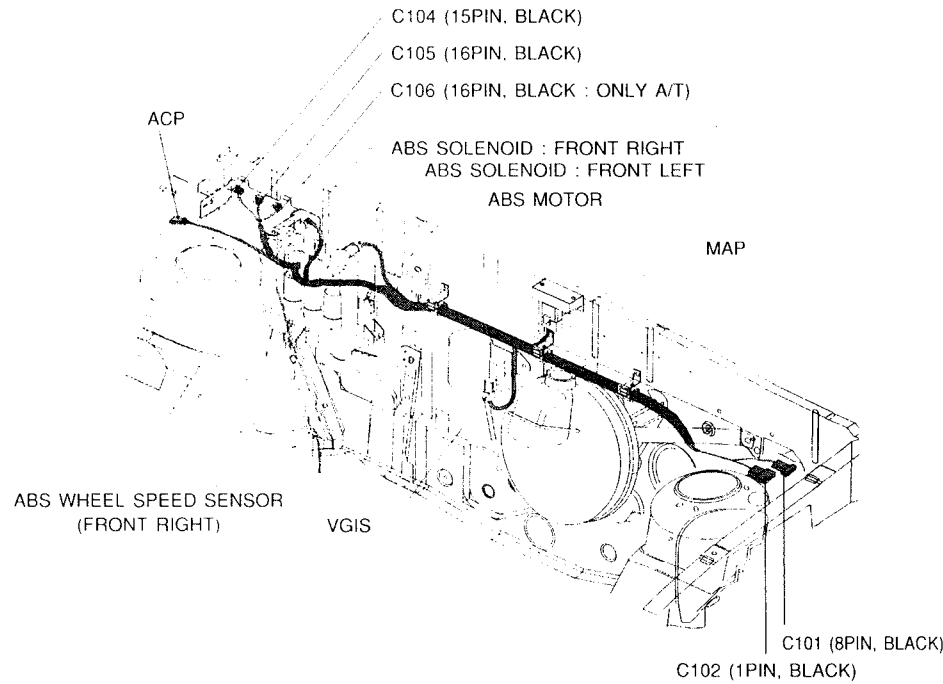 C104 (15PIN, BLACK)
C105 (16PIN, BLACK)
C106 (16PIN, BLACK : ONLY A/T)
ACP
ABS SOLENOID : FRONT RIGHT
ABS SOLENOID : FRONT LEFT
ABS MOTOR
MAP
ABS WHEEL SPEED SENSOR
(FRONT RIGHT)
VGIS
C101 (8PIN, BLACK)
C102 (1PIN, BLACK)